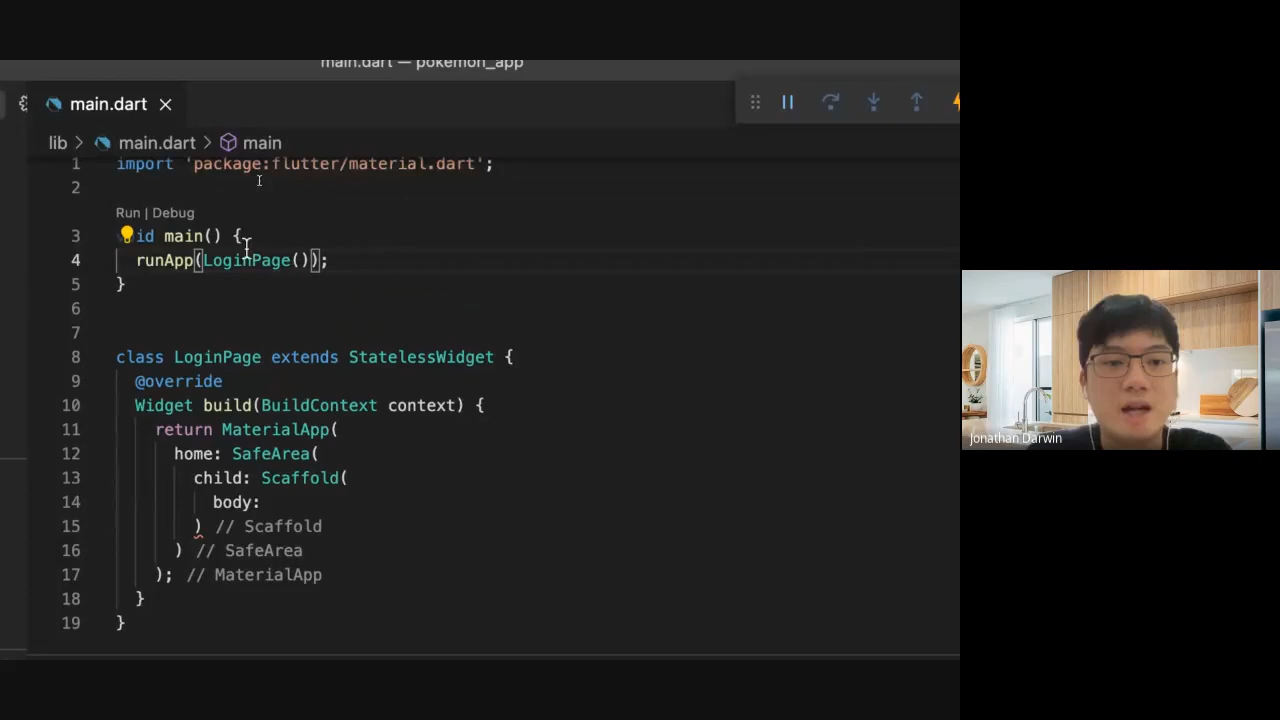 main.dart — pokemon_app
main.dart
lib > main.dart > main
1 import 'package:flutter/material.dart';
2
Run | Debug
3 id main() {
4 runApp(LoginPage());
5 }
6
7
8 class LoginPage extends StatelessWidget {
9 @override
10 Widget build(BuildContext context) {
11 return MaterialApp(
12 home: SafeArea(
13 child: Scaffold(
14 body:
15 ) // Scaffold
16 ) // SafeArea
17 ); // MaterialApp
18 }
19 }
Jonathan Darwin